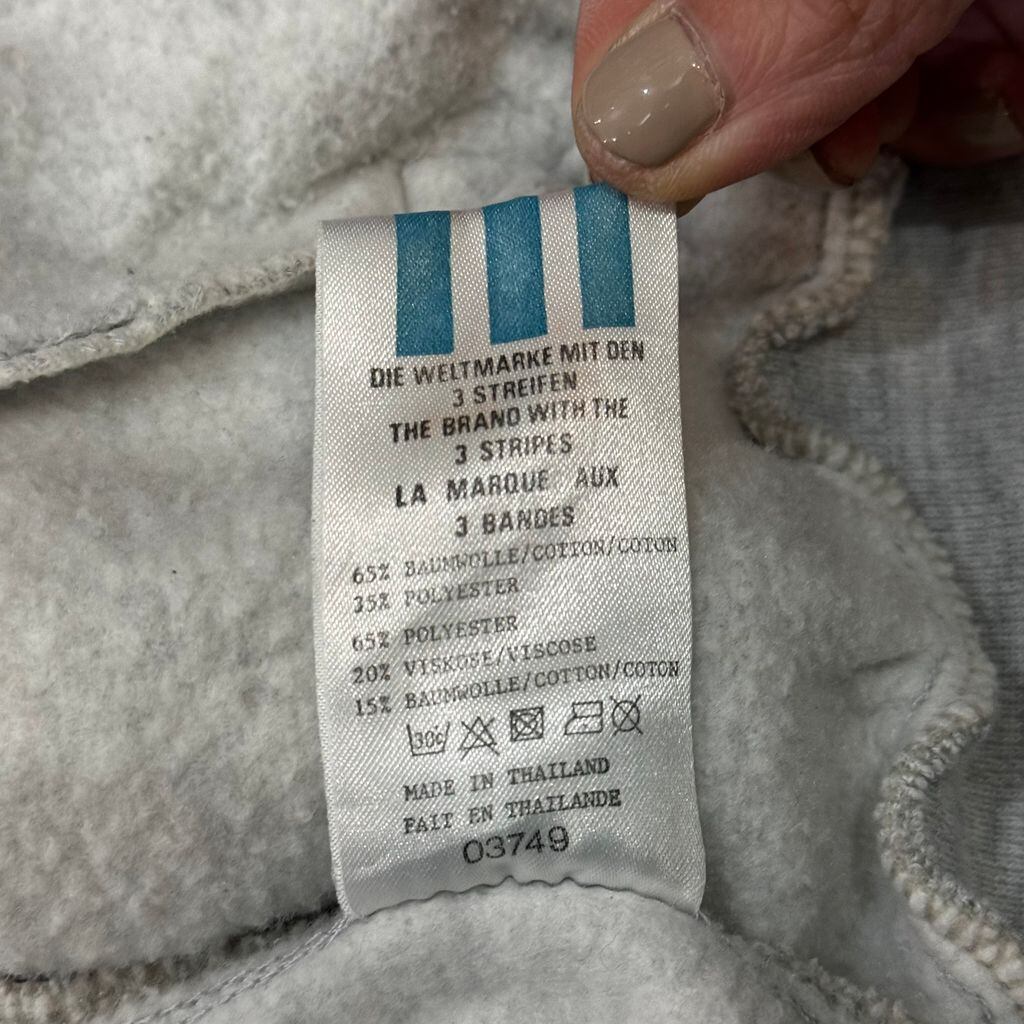 DIE WELTMARKE MIT DEN
3 STREIFEN
THE BRAND WITH THE
3 STRIPES
LA MARQUE AUX
3 BANDES
65% BAUMWOLLE/COTTON/COTON
35% POLYESTER
65% POLYESTER
20% VISKOSE/VISCOSE
15% BAUMWOLLE/COTTON/COTON
30c
MADE IN THAILAND
FAIT EN THAILANDE
03749